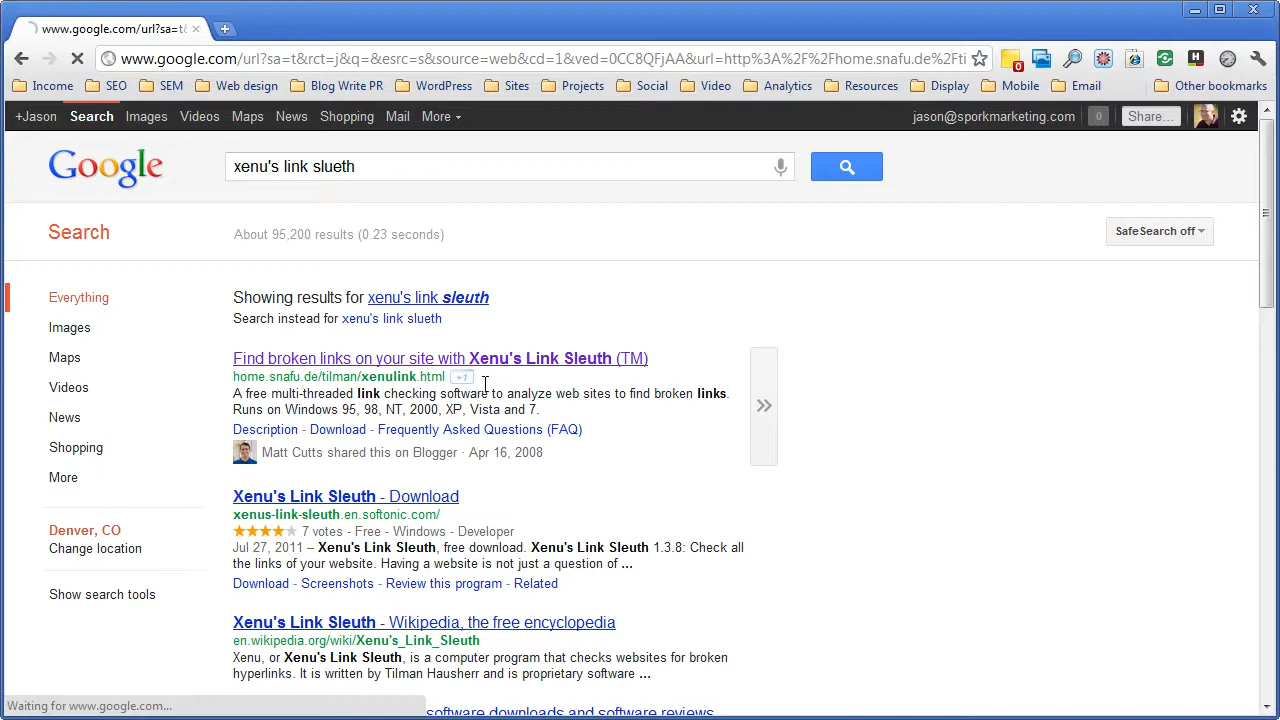 www.google.com/url?sa=t&
www.google.com/url?sa=t&rct=j&q=&esrc=s&source=web&cd=1&ved=0CC8QFjAA&url=http%3A%2F%2Fhome.snafu.de%2Fti
0
H
Income SEO SEM Web design Blog Write PR WordPress Sites Projects Social Video Analytics Resources Display Mobile Email Other bookmarks
+Jason Search Images Videos Maps News Shopping Mail More jason@sporkmarketing.com 0 Share...
Google xenu's link slueth
Search About 95,200 results (0.23 seconds) SafeSearch off
Everything
Images
Maps
Videos
News
Shopping
More
Denver, CO
Change location
Show search tools
Showing results for xenu's link sleuth
Search instead for xenu's link slueth
Find broken links on your site with Xenu's Link Sleuth (TM)
home.snafu.de/tilman/xenulink.html +1
A free multi-threaded link checking software to analyze web sites to find broken links.
Runs on Windows 95, 98, NT, 2000, XP, Vista and 7.
Description - Download - Frequently Asked Questions (FAQ)
Matt Cutts shared this on Blogger · Apr 16, 2008
Xenu's Link Sleuth - Download
xenus-link-sleuth.en.softonic.com/
7 votes - Free - Windows - Developer
Jul 27, 2011 – Xenu's Link Sleuth, free download. Xenu's Link Sleuth 1.3.8: Check all
the links of your website. Having a website is not just a question of ...
Download - Screenshots - Review this program - Related
Xenu's Link Sleuth - Wikipedia, the free encyclopedia
en.wikipedia.org/wiki/Xenu's_Link_Sleuth
Xenu, or Xenu's Link Sleuth, is a computer program that checks websites for broken
hyperlinks. It is written by Tilman Hausherr and is proprietary software ...
software downloads and software reviews
Waiting for www.google.com...